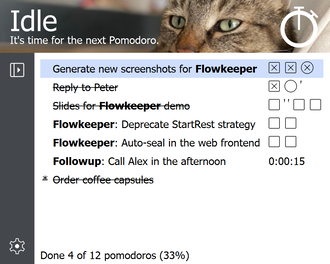 Idle
It's time for the next Pomodoro.
Generate new screenshots for Flowkeeper
Reply to Peter
Slides for Flowkeeper demo
Flowkeeper: Deprecate StartRest strategy
Flowkeeper: Auto-seal in the web frontend
Followup: Call Alex in the afternoon 0:00:15
* Order coffee capsules
Done 4 of 12 pomodoros (33%)